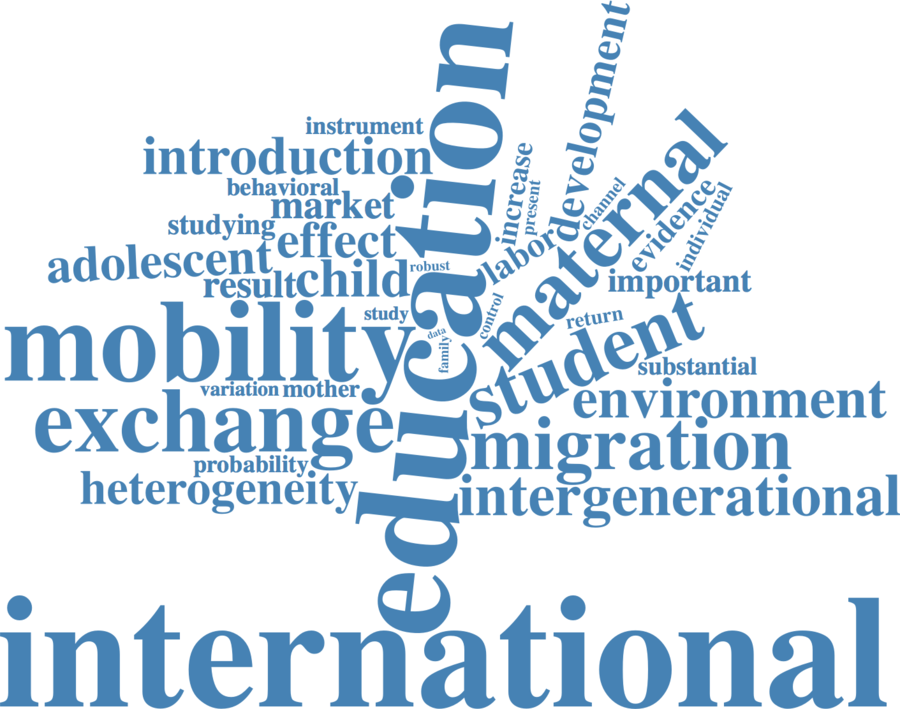 instrument
introduction
behavioral
market
studying
effect
adolescent
result
child
robust
mobility
study
data
family
control
variation
mother
exchange
probability
heterogeneity
education
increase
present
development
channel
labor
maternal
evidence
individual
important
return
student
substantial
environment
migration
intergenerational
international